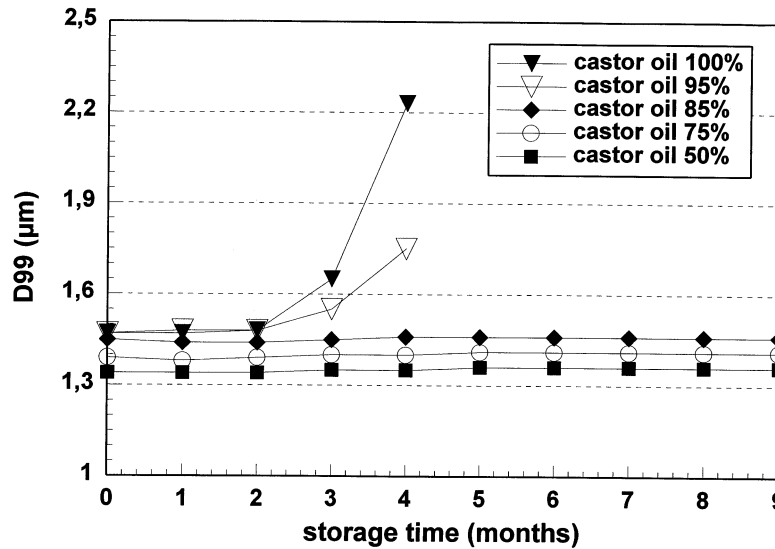 2,5
2,2
1,9
1,6
1,3
1
D99 (µm)
castor oil 100%
castor oil 95%
castor oil 85%
castor oil 75%
castor oil 50%
0 1 2 3 4 5 6 7 8 9
storage time (months)